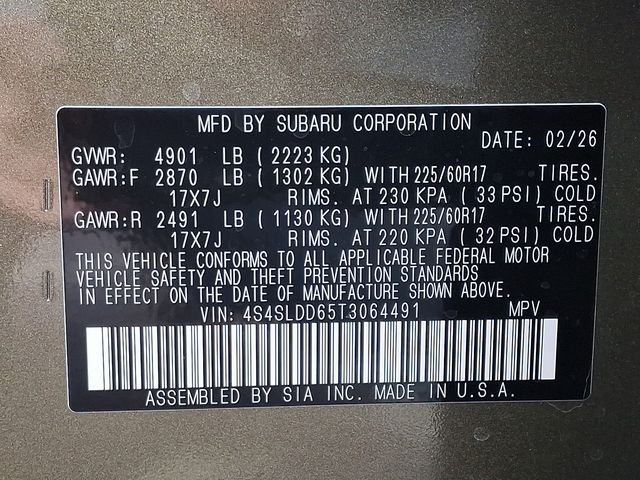 MFD BY SUBARU CORPORATION
DATE: 02/26
GVWR: 4901 LB (2223 KG)
GAWR:F 2870 LB (1302 KG) WITH 225/60R17 TIRES.
17X7J RIMS. AT 230 KPA (33 PSI) COLD
GAWR:R 2491 LB (1130 KG) WITH 225/60R17 TIRES.
17X7J RIMS. AT 220 KPA (32 PSI) COLD
THIS VEHICLE CONFORMS TO ALL APPLICABLE FEDERAL MOTOR
VEHICLE SAFETY AND THEFT PREVENTION STANDARDS
IN EFFECT ON THE DATE OF MANUFACTURE SHOWN ABOVE.
VIN: 4S4SLDD65T3064491 MPV
ASSEMBLED BY SIA INC. MADE IN U.S.A.